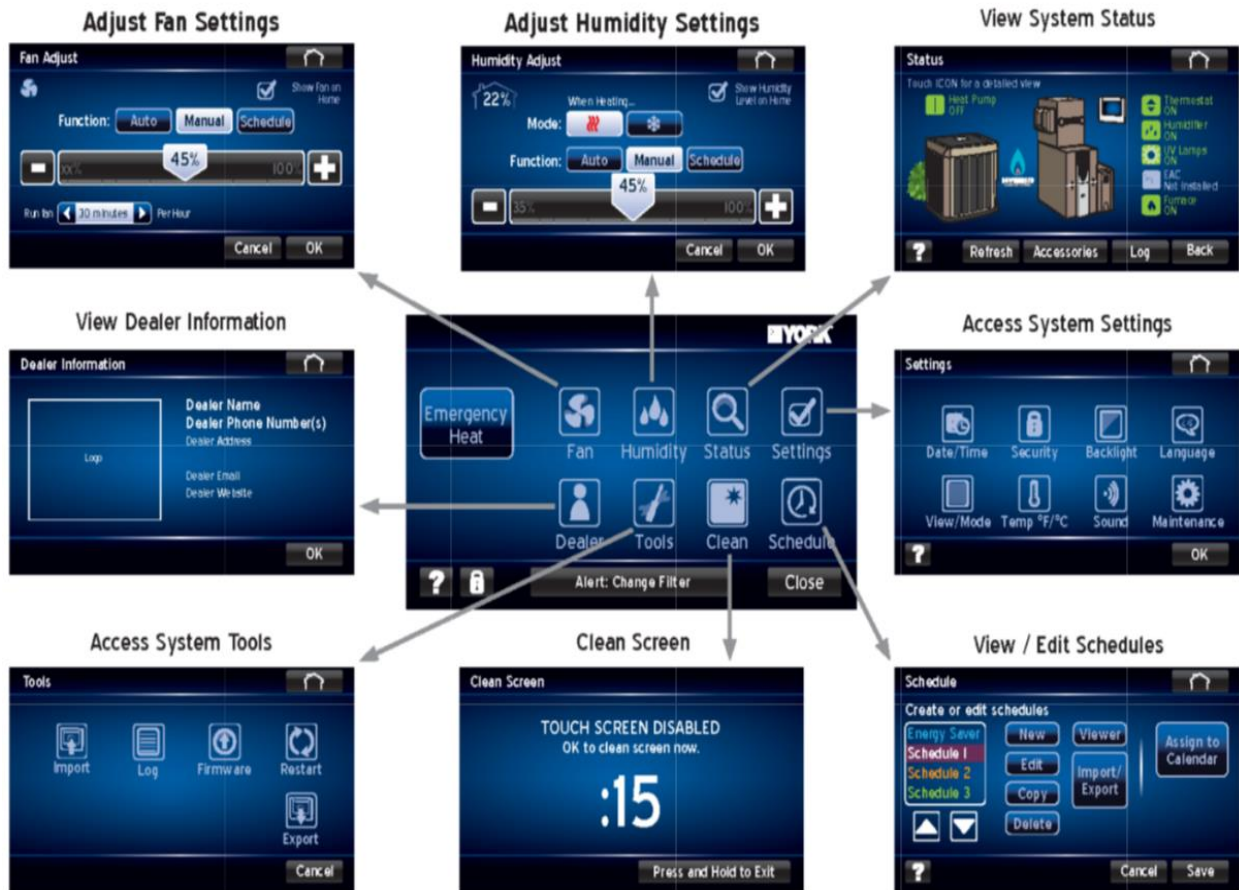 Adjust Fan Settings
Fan Adjust
Show Fan on
Home
Function: Auto Manual Schedule
45%
xx% 100%
Run fan 30 minutes Per Hour
Cancel OK
Adjust Humidity Settings
Humidity Adjust
22%
When Heating...
Show Humidity
Level on Home
Mode:
Function: Auto Manual Schedule
45%
35% 100%
Cancel OK
View System Status
Status
Touch ICON for a detailed view
Heat Pump
OFF
Thermostat
ON
Humidifier
ON
UV Lamps
ON
EAC
Not Installed
Furnace
ON
? Refresh Accessories Log Back
View Dealer Information
Dealer Information
Logo
Dealer Name
Dealer Phone Number(s)
Dealer Address
Dealer Email
Dealer Website
OK
YORK
Emergency
Heat
Fan Humidity Status Settings
Dealer Tools Clean Schedule
? Alert: Change Filter Close
Access System Settings
Settings
Date/Time Security Backlight Language
View/Mode Temp °F/°C Sound Maintenance
? OK
Access System Tools
Tools
Import Log Firmware Restart
Export
Cancel
Clean Screen
Clean Screen
TOUCH SCREEN DISABLED
OK to clean screen now.
:15
Press and Hold to Exit
View / Edit Schedules
Schedule
Create or edit schedules
Energy Saver
Schedule 1
Schedule 2
Schedule 3
New
Edit
Copy
Delete
Viewer
Import/
Export
Assign to
Calendar
? Cancel Save